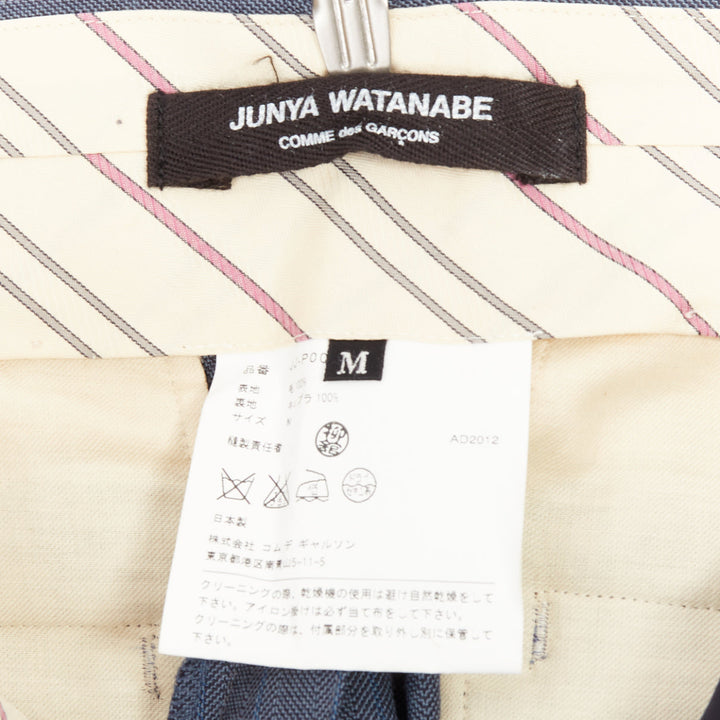 JUNYA WATANABE
COMME des GARÇONS
M
品番
表地 毛 100%
裏地 キュプラ 100%
サイズ M
縫製責任者
AD2012
日本製
株式会社 コムデ ギャルソン
東京都港区南青山5-11-5
クリーニングの際、乾燥機の使用は避け自然乾燥をして
下さい。アイロン掛けは必ず当て布をして下さい。
クリーニングの際は、付属部分を取り外し別に保管して
下さい。